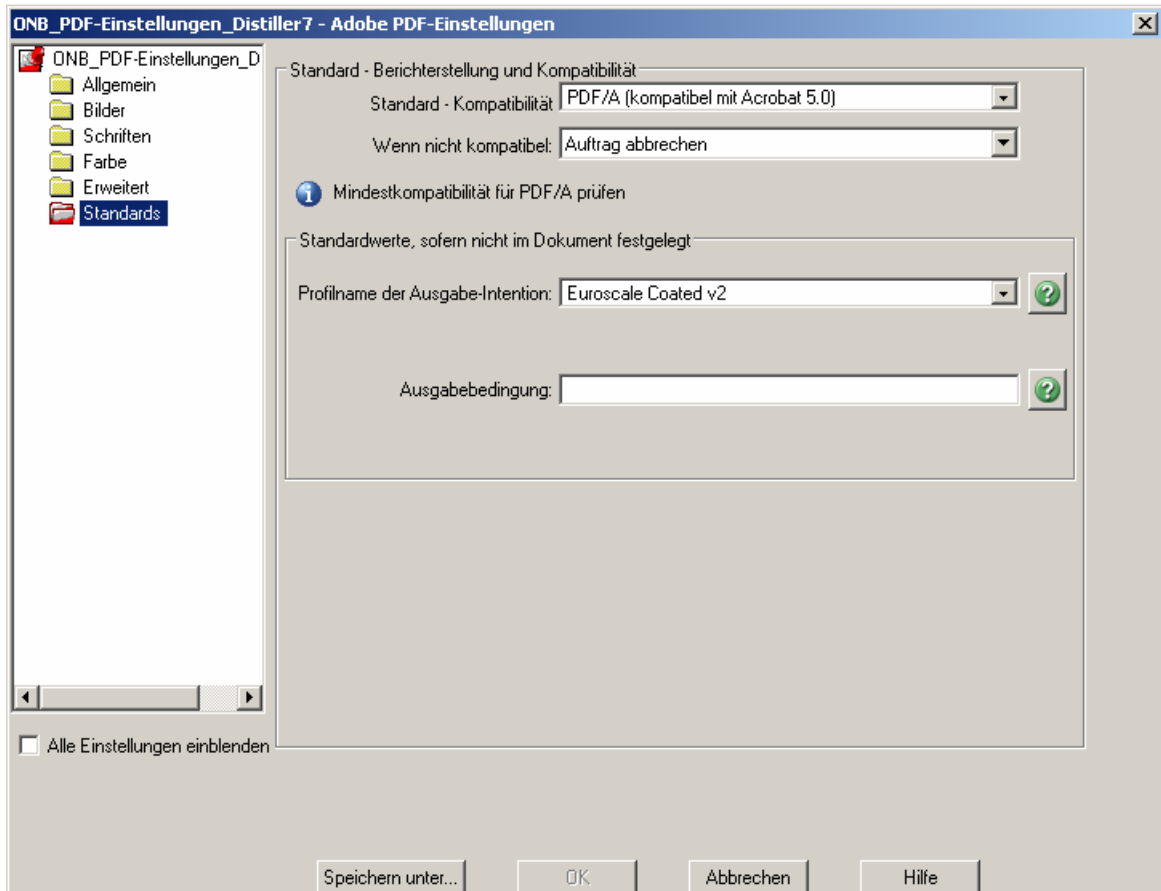 ONB_PDF-Einstellungen_Distiller7 - Adobe PDF-Einstellungen
ONB_PDF-Einstellungen_D
Allgemein
Bilder
Schriften
Farbe
Erweitert
Standards
Alle Einstellungen einblenden
Standard - Berichterstellung und Kompatibilität
Standard - Kompatibilität PDF/A (kompatibel mit Acrobat 5.0)
Wenn nicht kompatibel: Auftrag abbrechen
Mindestkompatibilität für PDF/A prüfen
Standardwerte, sofern nicht im Dokument festgelegt
Profilname der Ausgabe-Intention: Euroscale Coated v2
Ausgabebedingung:
Speichern unter... OK Abbrechen Hilfe